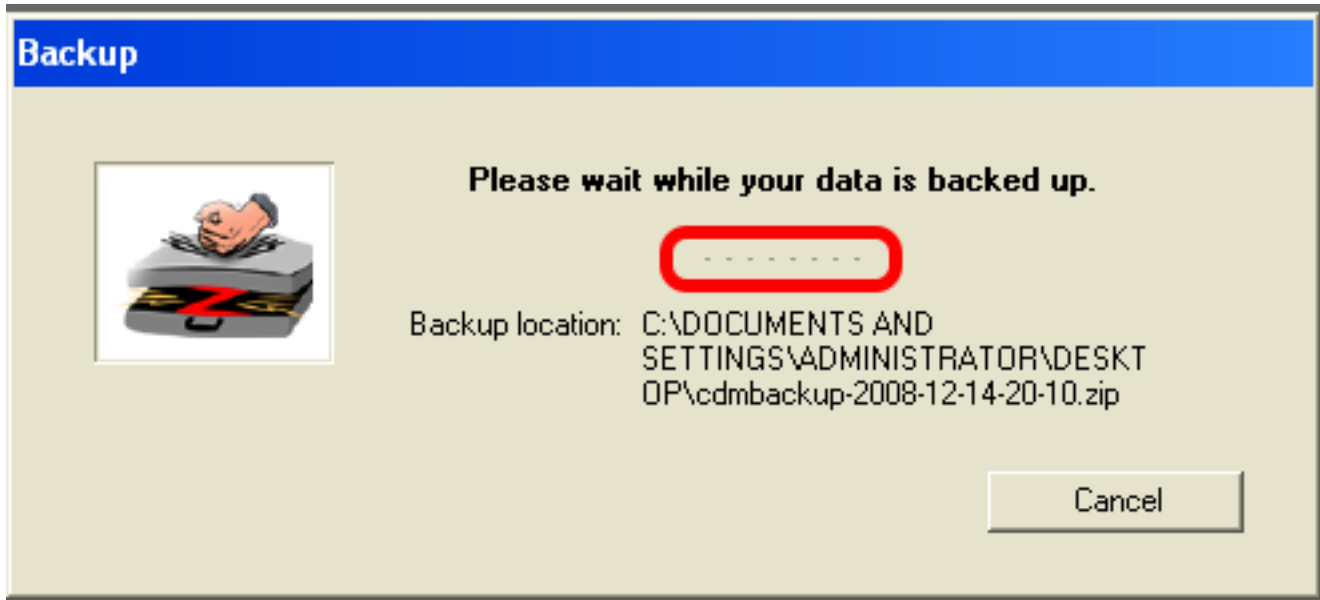 Backup
Please wait while your data is backed up.
- - - - - - - -
Backup location: C:\DOCUMENTS AND
SETTINGS\ADMINISTRATOR\DESKT
OP\cdmbackup-2008-12-14-20-10.zip
Cancel